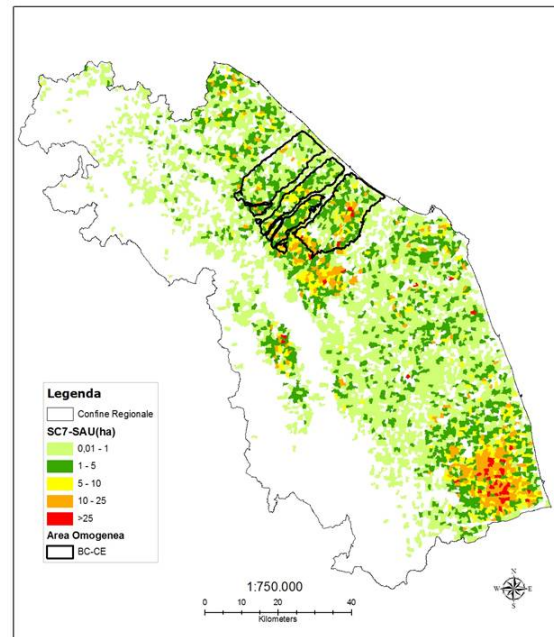 Legenda
Confine Regionale
SC7-SAU(ha)
0,01 - 1
1 - 5
5 - 10
10 - 25
>25
Area Omogenea
BC-CE
1:750.000
0 10 20 40
Kilometers
N
W E
S